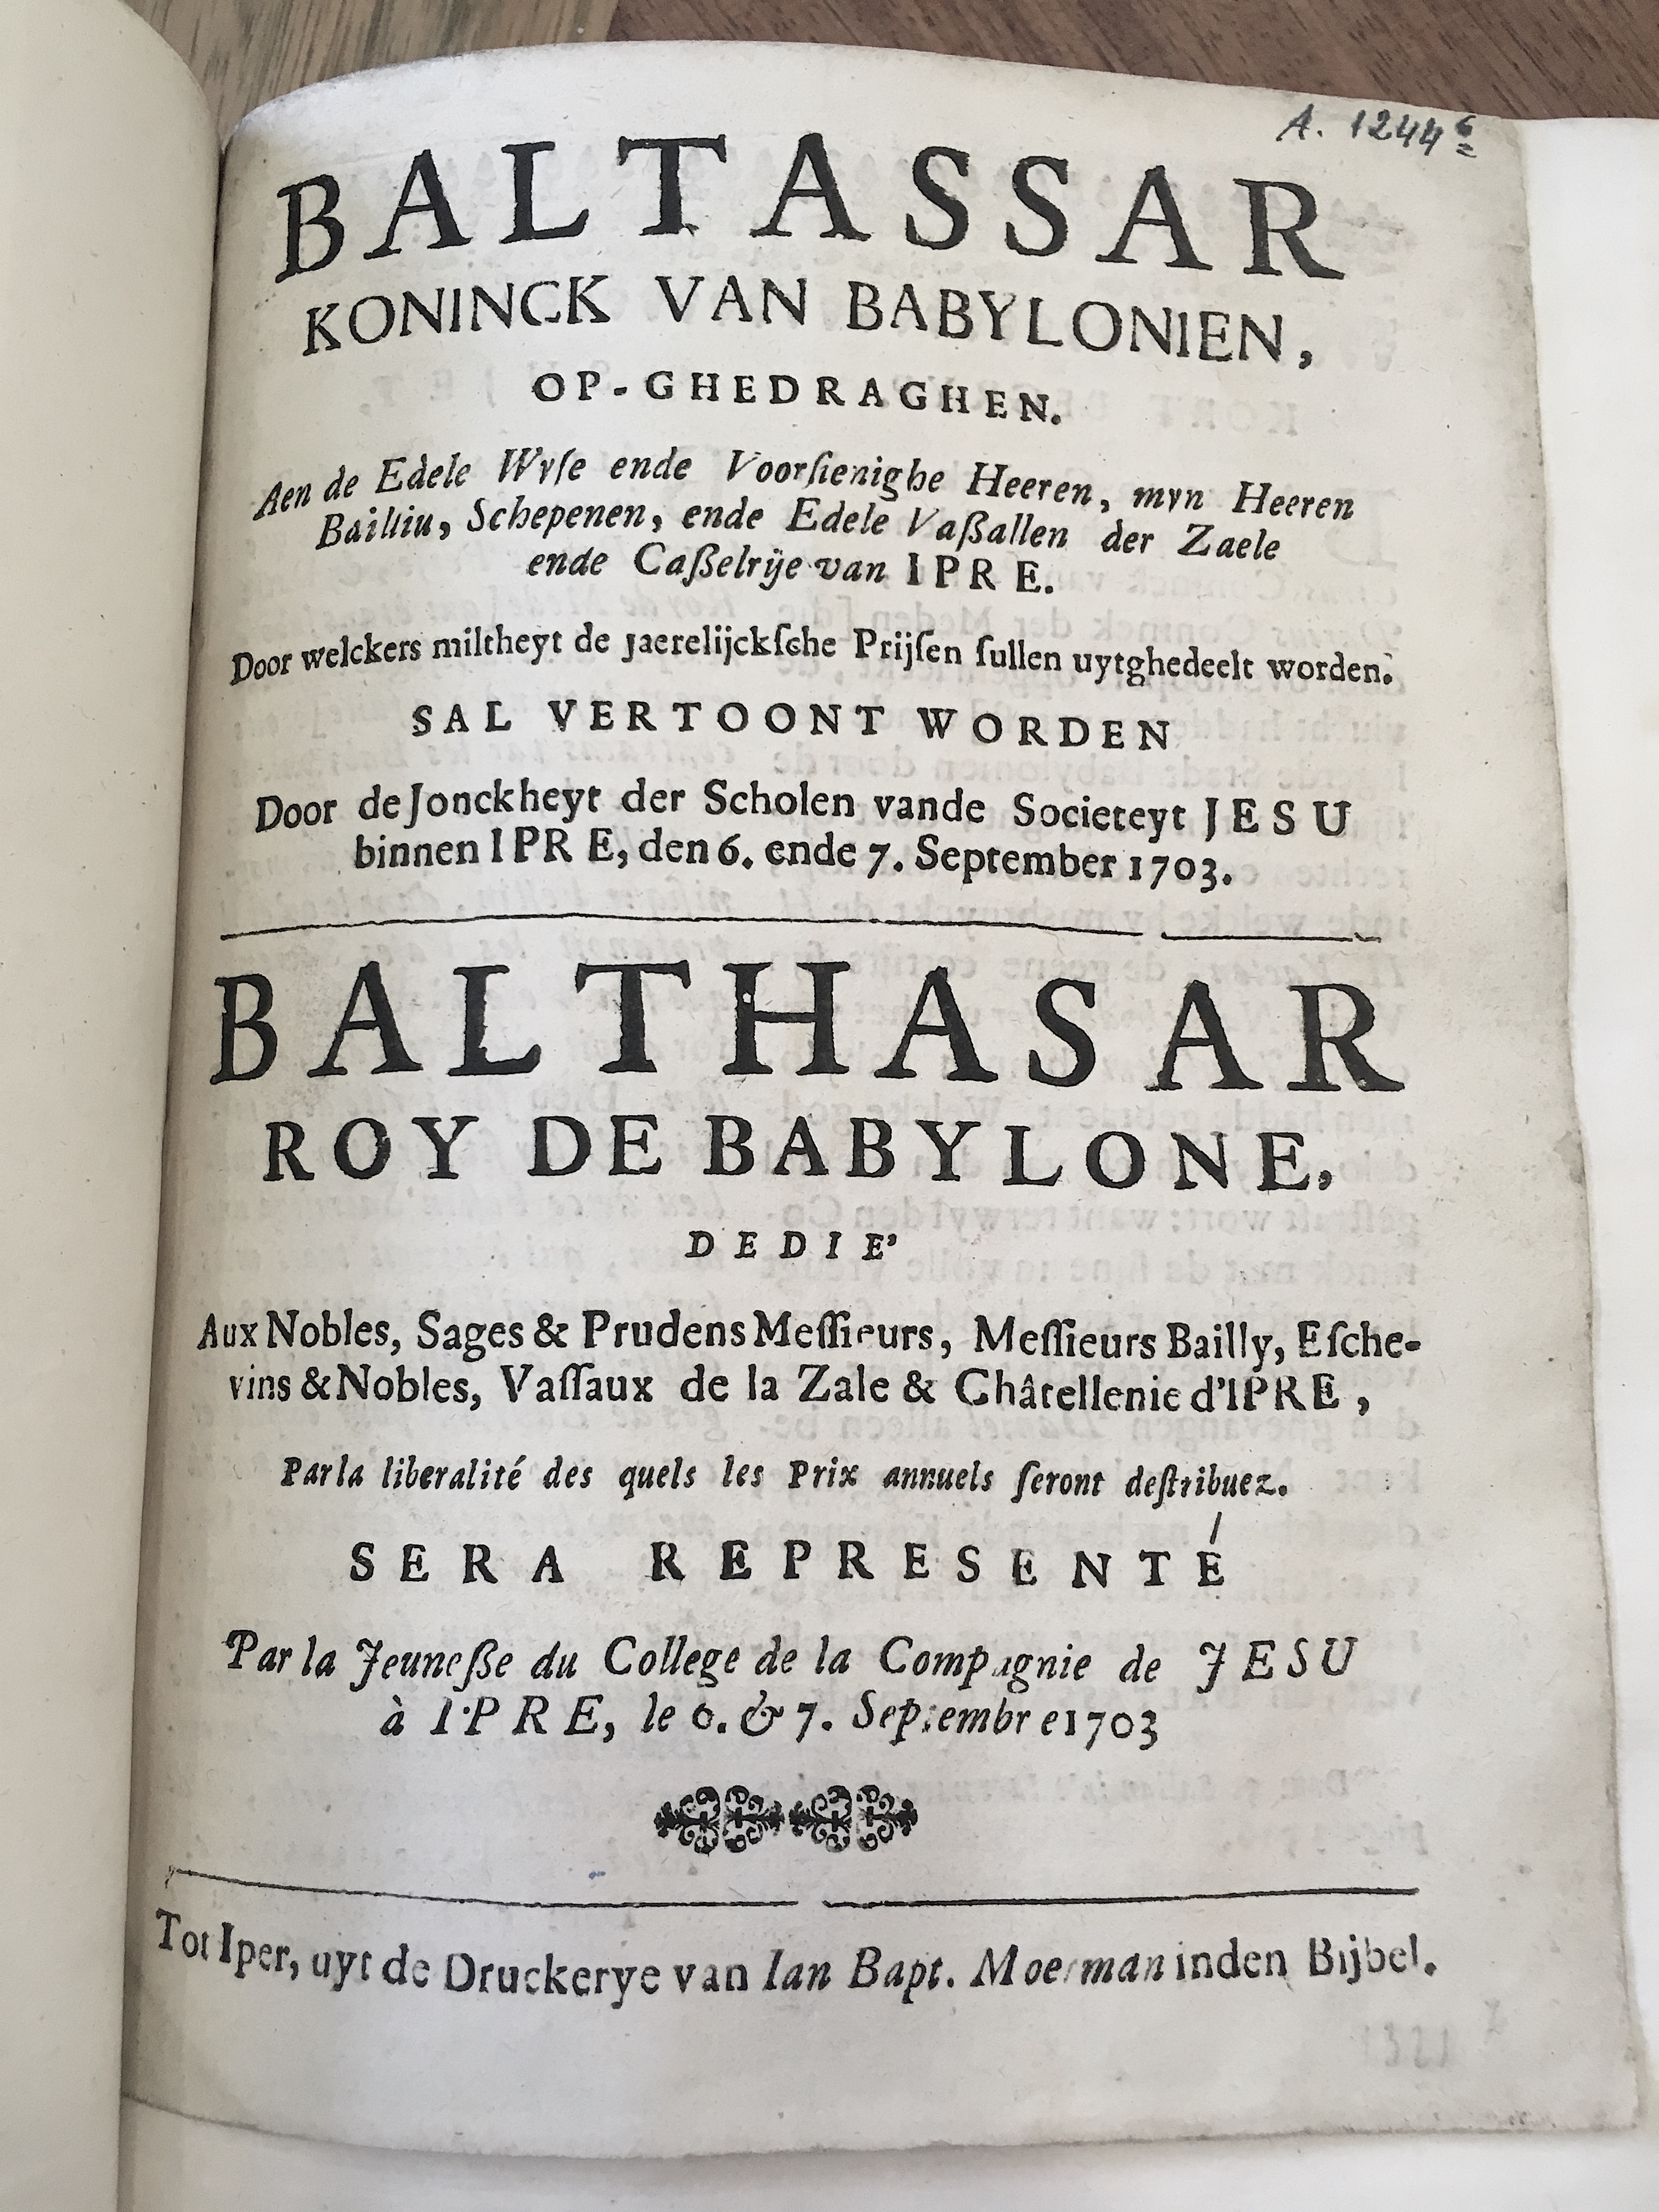 A. 1244 6
BALTASSAR
KONINCK VAN BABYLONIEN,
OP-GHEDRAGHEN.
Aen de Edele Wyſe ende Voorſienighe Heeren, myn Heeren
Bailliu, Schepenen, ende Edele Vaßallen der Zaele
ende Caßelrije van IPRE.
Door welckers miltheyt de jaerelijckſche Prijſen ſullen uytghedeelt worden.
SAL VERTOONT WORDEN
Door de Jonckheyt der Scholen vande Societeyt JESU
binnen IPRE, den 6. ende 7. September 1703.
BALTHASAR
ROY DE BABYLONE,
DEDIE'
Aux Nobles, Sages & Prudens Meſſieurs, Meſſieurs Bailly, Eſche-
vins & Nobles, Vaſſaux de la Zale & Châtellenie d'IPRE,
Par la liberalité des quels les Prix annuels ſeront deſtribuez.
SERA REPRESENTÉ
Par la Jeuneße du College de la Compagnie de JESU
à IPRE, le 6. & 7. Septembre 1703
Tot Iper, uyt de Druckerye van Ian Bapt. Moerman inden Bijbel.